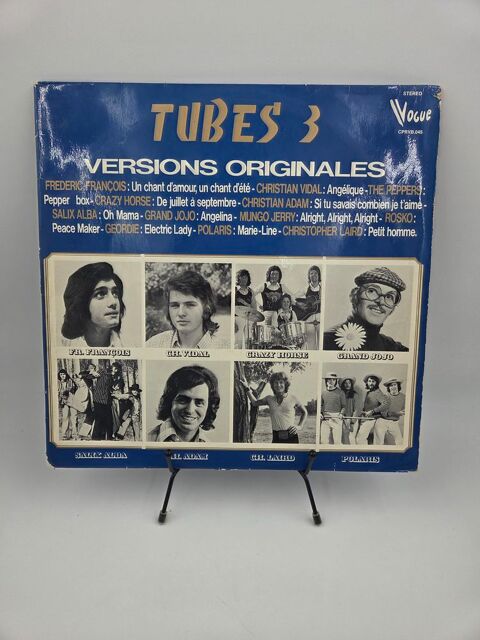 STEREO
Vogue
CPRVB.045
TUBES 3
VERSIONS ORIGINALES
FREDERIC FRANÇOIS : Un chant d'amour, un chant d'été - CHRISTIAN VIDAL : Angélique - THE PEPPERS :
Pepper box - CRAZY HORSE : De juillet à septembre - CHRISTIAN ADAM : Si tu savais combien je t'aime -
SALIX ALBA : Oh Mama - GRAND JOJO : Angelina - MUNGO JERRY : Alright, Alright, Alright - ROSKO :
Peace Maker - GEORDIE : Electric Lady - POLARIS : Marie-Line - CHRISTOPHER LAIRD : Petit homme.
FR. FRANÇOIS CH. VIDAL CRAZY HORSE GRAND JOJO
SALIX ALBA CH. ADAM CH. LAIRD POLARIS